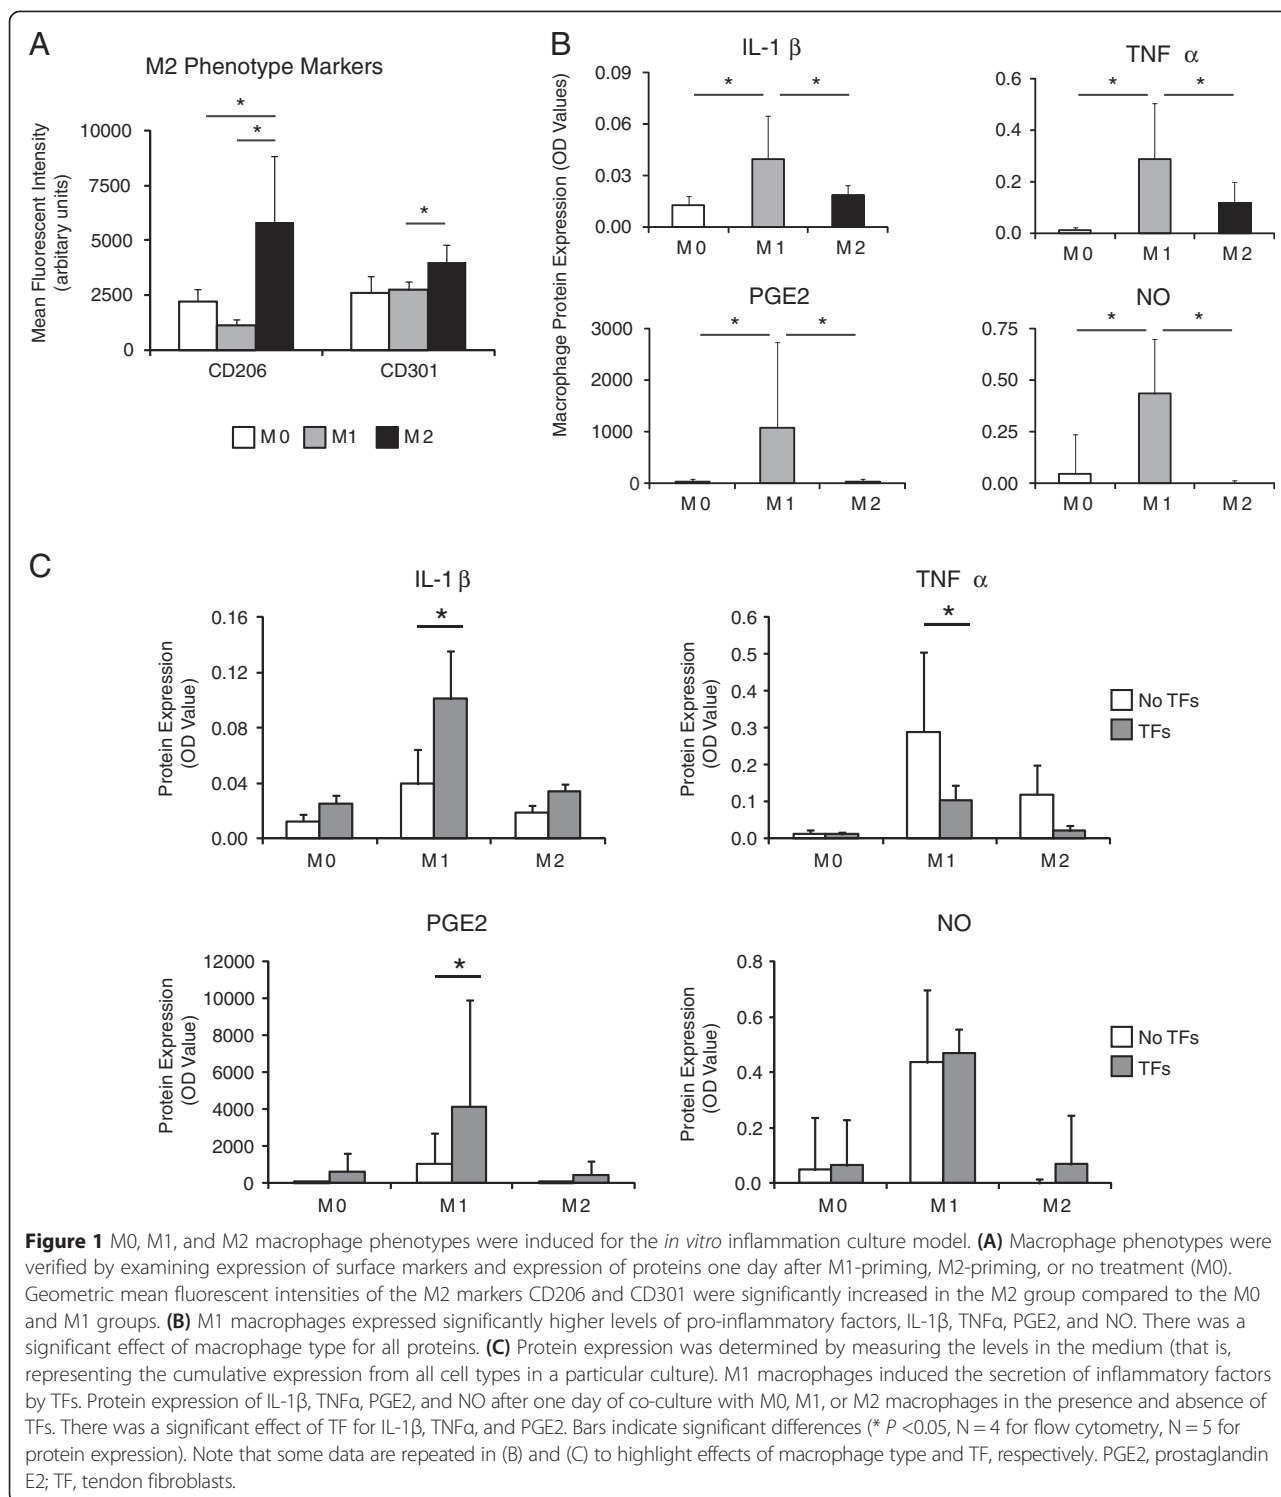 A
M2 Phenotype Markers
*
*
*
Mean Fluorescent Intensity
(arbitary units)
10000
7500
5000
2500
0
CD206
CD301
M0
M1
M2
B
Macrophage Protein Expression (OD Values)
IL-1 β
*
*
0.09
0.06
0.03
0.00
M0
M1
M2
TNF α
*
*
0.6
0.4
0.2
0.0
M0
M1
M2
PGE2
*
*
3000
2000
1000
0
M0
M1
M2
NO
*
*
0.75
0.50
0.25
0.00
M0
M1
M2
C
IL-1 β
*
Protein Expression
(OD Value)
0.16
0.12
0.08
0.04
0.00
M0
M1
M2
TNF α
*
Protein Expression
(OD Value)
0.6
0.5
0.4
0.3
0.2
0.1
0.0
M0
M1
M2
No TFs
TFs
PGE2
*
Protein Expression
(OD Value)
12000
10000
8000
6000
4000
2000
0
M0
M1
M2
NO
Protein Expression
(OD Value)
0.8
0.6
0.4
0.2
0.0
M0
M1
M2
No TFs
TFs
Figure 1 M0, M1, and M2 macrophage phenotypes were induced for the in vitro inflammation culture model. (A) Macrophage phenotypes were
verified by examining expression of surface markers and expression of proteins one day after M1-priming, M2-priming, or no treatment (M0).
Geometric mean fluorescent intensities of the M2 markers CD206 and CD301 were significantly increased in the M2 group compared to the M0
and M1 groups. (B) M1 macrophages expressed significantly higher levels of pro-inflammatory factors, IL-1β, TNFα, PGE2, and NO. There was a
significant effect of macrophage type for all proteins. (C) Protein expression was determined by measuring the levels in the medium (that is,
representing the cumulative expression from all cell types in a particular culture). M1 macrophages induced the secretion of inflammatory factors
by TFs. Protein expression of IL-1β, TNFα, PGE2, and NO after one day of co-culture with M0, M1, or M2 macrophages in the presence and absence of
TFs. There was a significant effect of TF for IL-1β, TNFα, and PGE2. Bars indicate significant differences (* P <0.05, N = 4 for flow cytometry, N = 5 for
protein expression). Note that some data are repeated in (B) and (C) to highlight effects of macrophage type and TF, respectively. PGE2, prostaglandin
E2; TF, tendon fibroblasts.